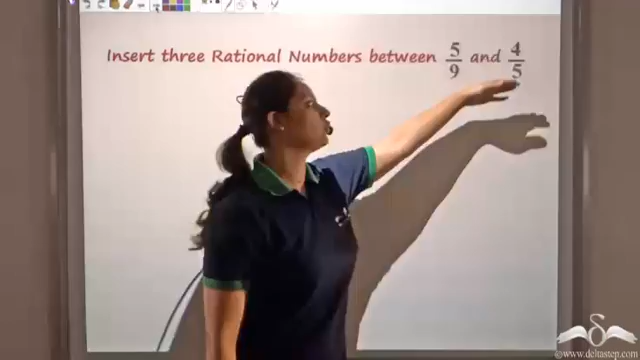 Insert three Rational Numbers between 5/9 and 4/5
©www.deltastep.com